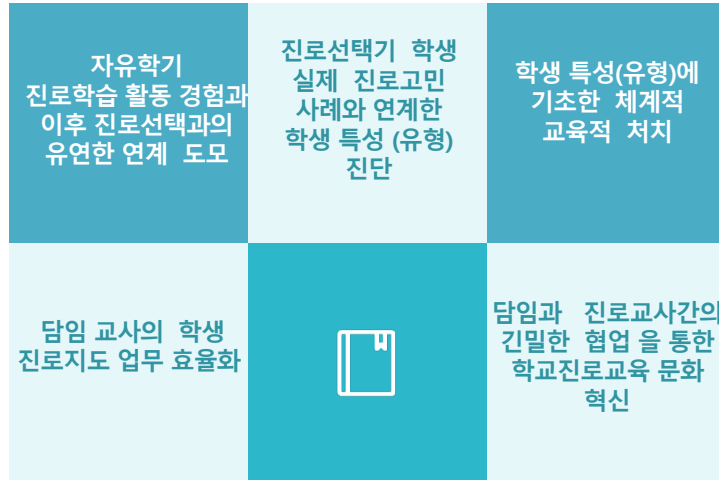 자유학기
진로학습 활동 경험과
이후 진로선택과의
유연한 연계 도모
진로선택기 학생
실제 진로고민
사례와 연계한
학생 특성 (유형)
진단
학생 특성(유형)에
기초한 체계적
교육적 처치
담임 교사의 학생
진로지도 업무 효율화
담임과 진로교사간의
긴밀한 협업 을 통한
학교진로교육 문화
혁신